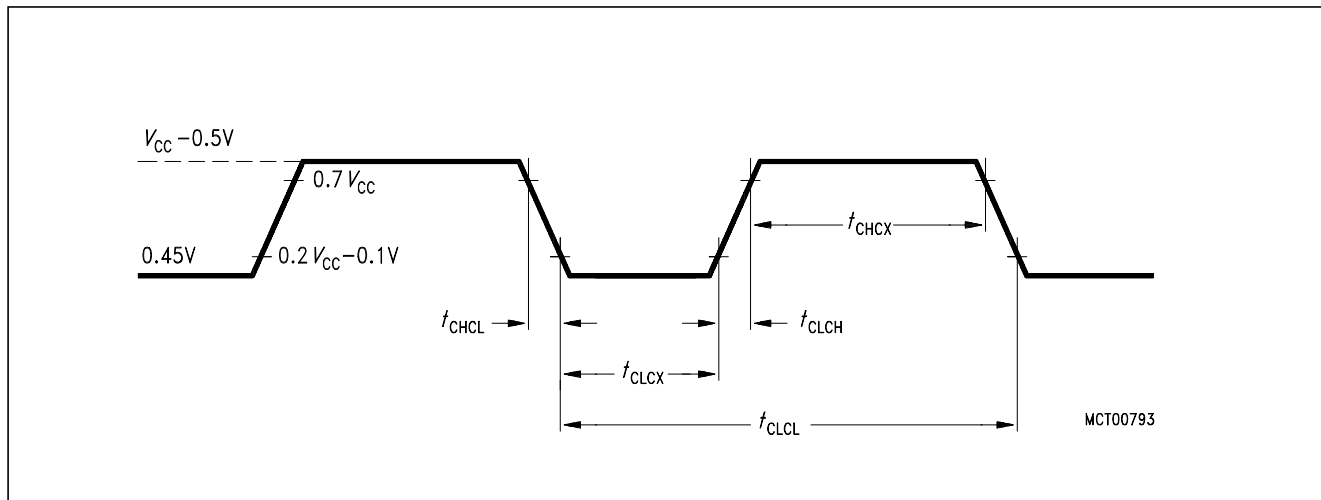 V_CC −0.5V
0.7 V_CC
0.45V
0.2 V_CC −0.1V
t_CHCX
t_CHCL
t_CLCH
t_CLCX
t_CLCL
MCT00793